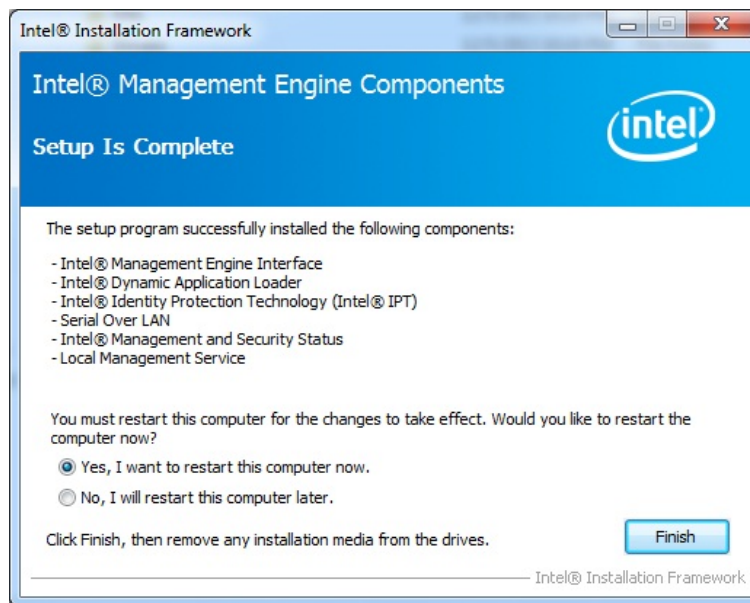 Intel® Installation Framework
Intel® Management Engine Components
Setup Is Complete
intel
The setup program successfully installed the following components:
- Intel® Management Engine Interface
- Intel® Dynamic Application Loader
- Intel® Identity Protection Technology (Intel® IPT)
- Serial Over LAN
- Intel® Management and Security Status
- Local Management Service
You must restart this computer for the changes to take effect. Would you like to restart the
computer now?
Yes, I want to restart this computer now.
No, I will restart this computer later.
Click Finish, then remove any installation media from the drives.
Finish
Intel® Installation Framework